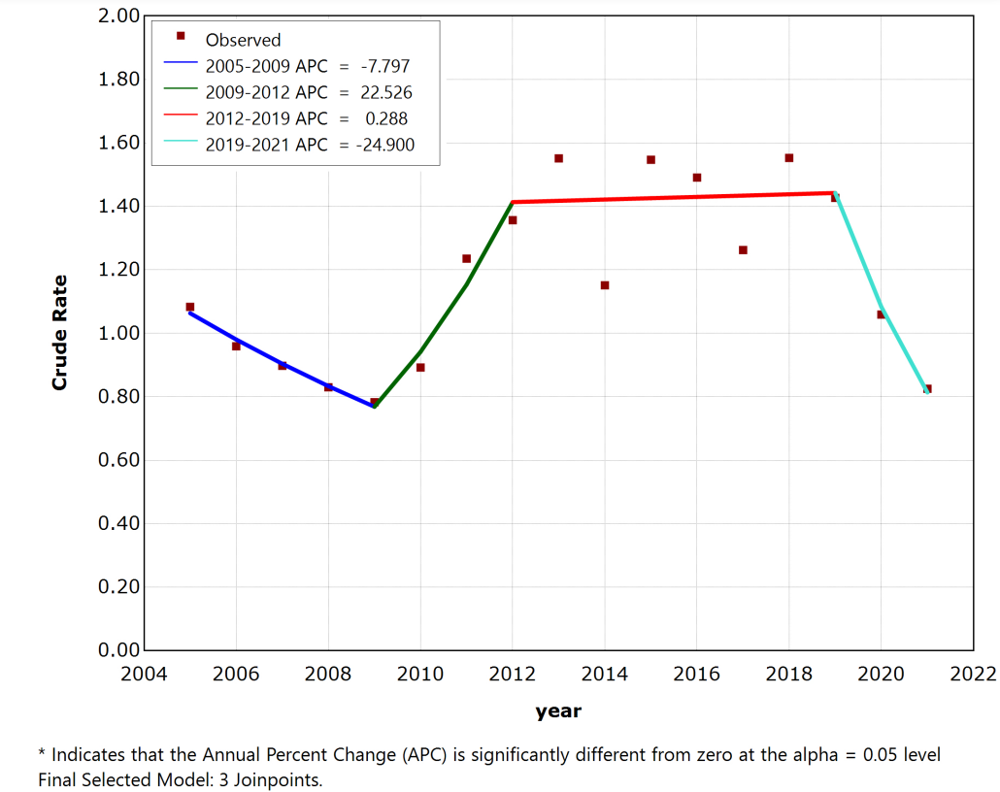 2.00
1.80
1.60
1.40
1.20
1.00
0.80
0.60
0.40
0.20
0.00
Crude Rate
Observed
2005-2009 APC = -7.797
2009-2012 APC = 22.526
2012-2019 APC = 0.288
2019-2021 APC = -24.900
2004 2006 2008 2010 2012 2014 2016 2018 2020 2022
year
* Indicates that the Annual Percent Change (APC) is significantly different from zero at the alpha = 0.05 level
Final Selected Model: 3 Joinpoints.